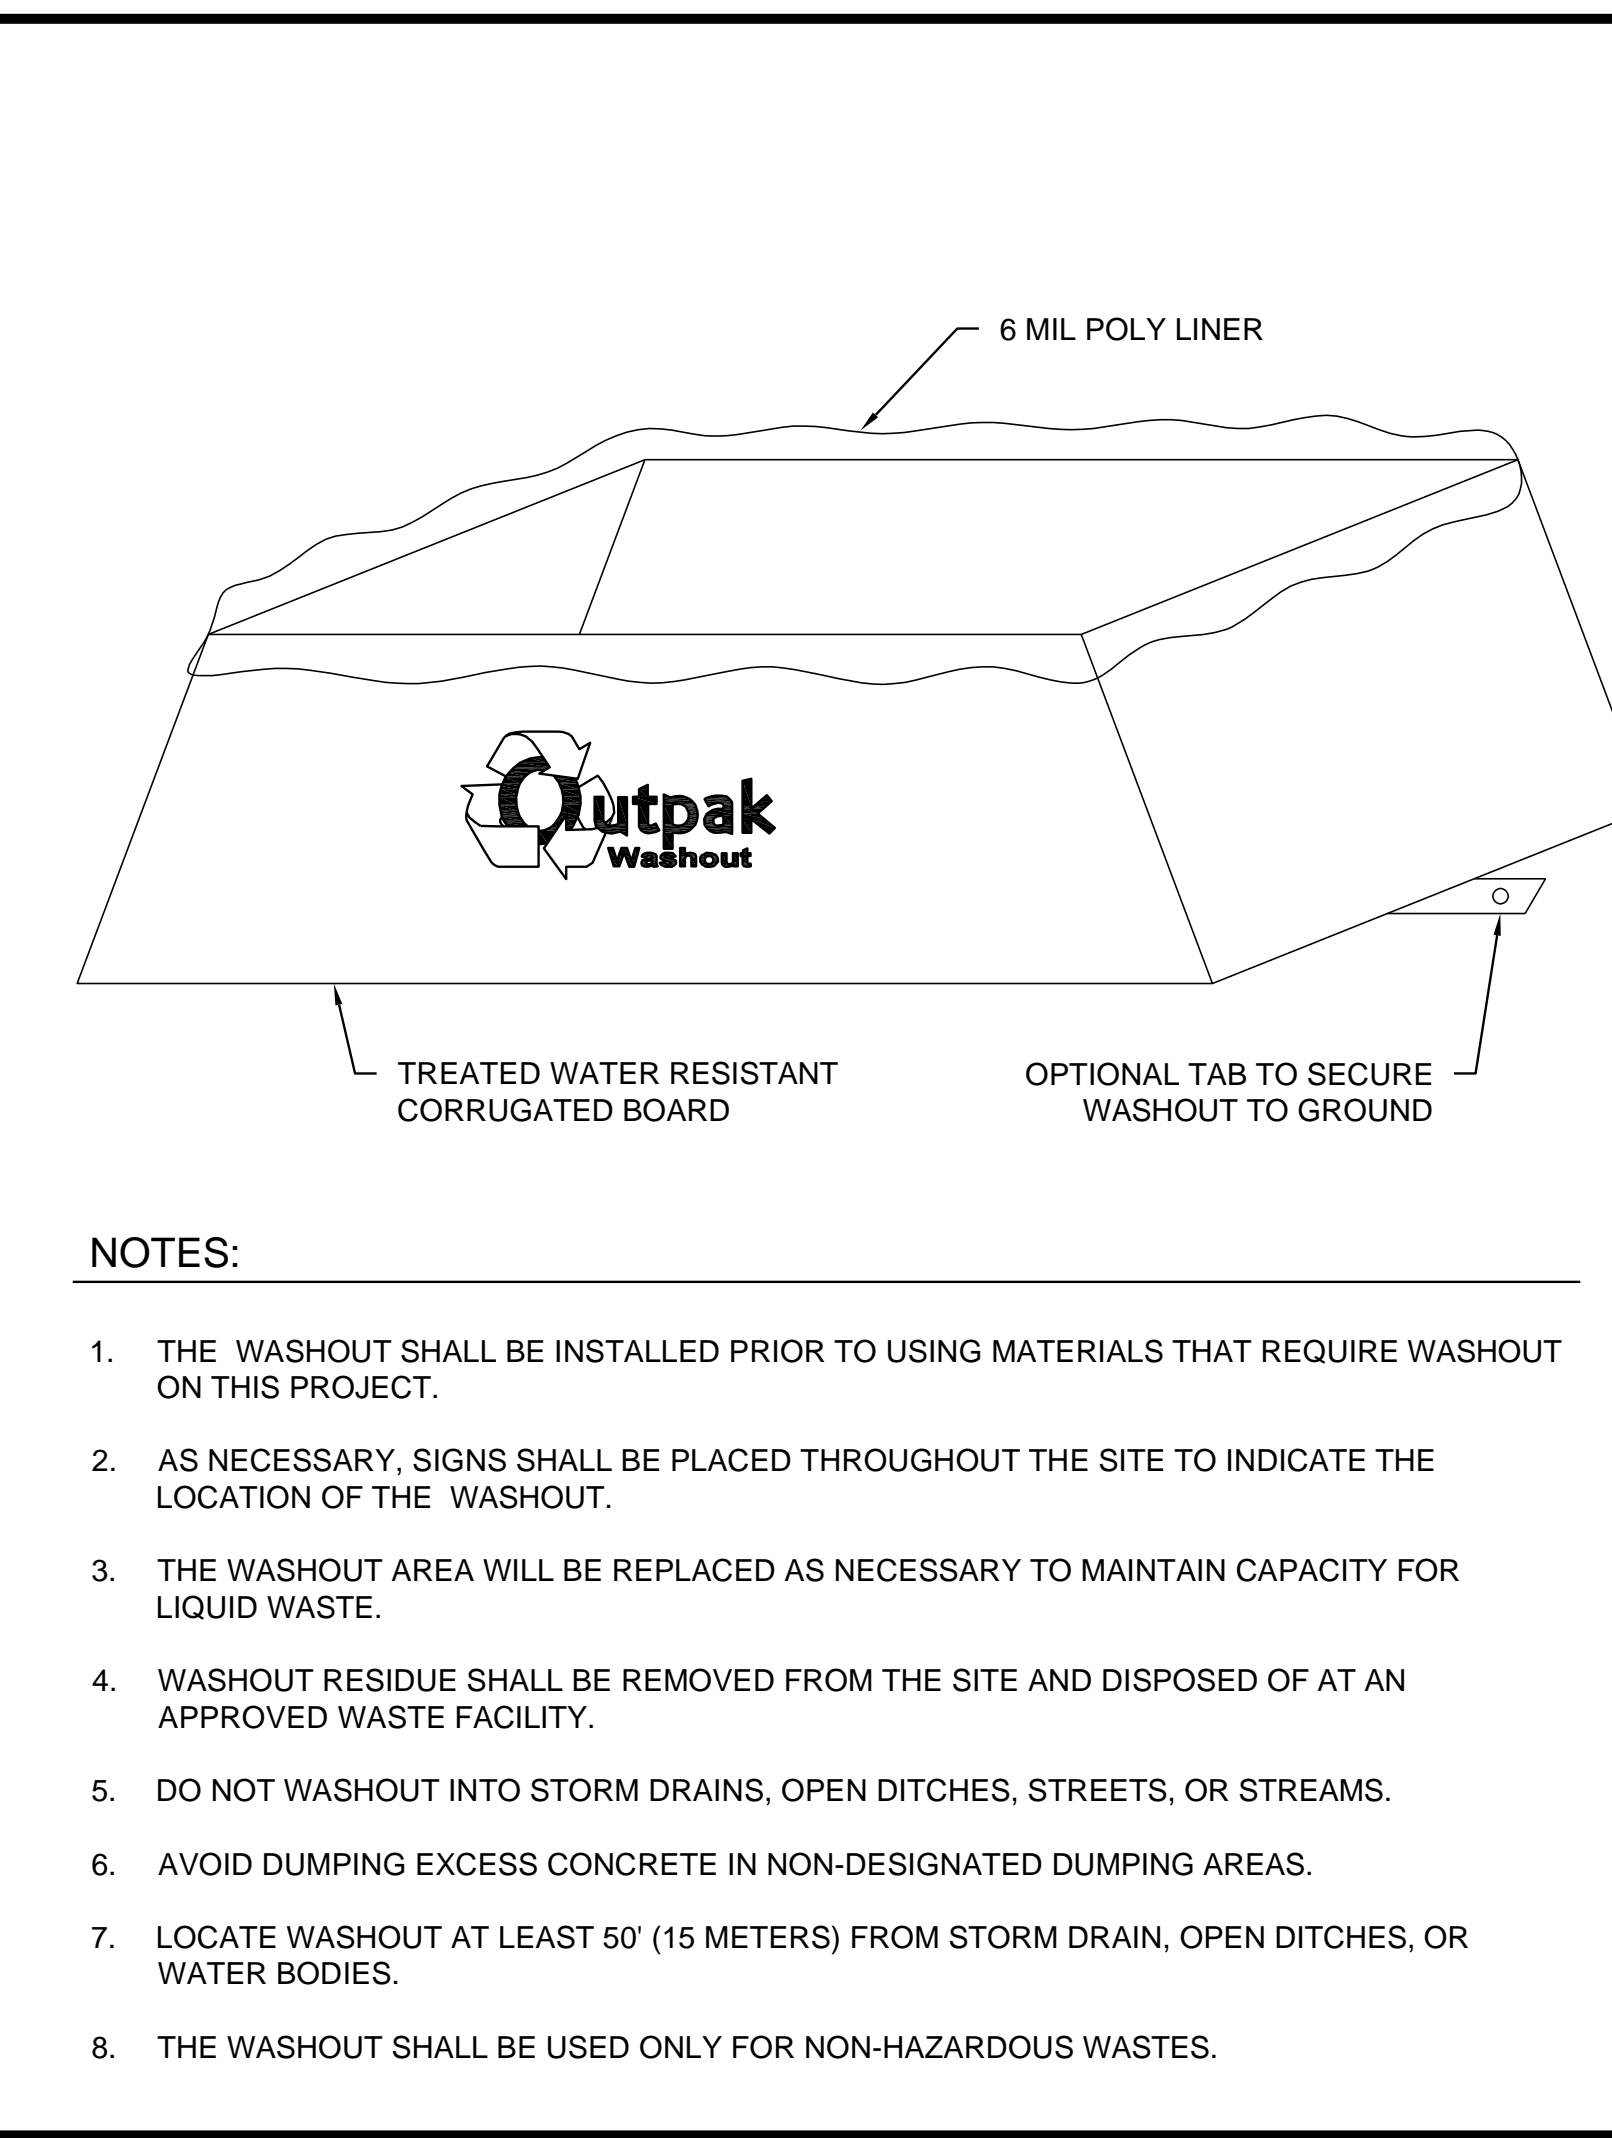 6 MIL POLY LINER
Outpak
Washout
TREATED WATER RESISTANT
CORRUGATED BOARD
OPTIONAL TAB TO SECURE
WASHOUT TO GROUND
NOTES:
1. THE WASHOUT SHALL BE INSTALLED PRIOR TO USING MATERIALS THAT REQUIRE WASHOUT
ON THIS PROJECT.
2. AS NECESSARY, SIGNS SHALL BE PLACED THROUGHOUT THE SITE TO INDICATE THE
LOCATION OF THE WASHOUT.
3. THE WASHOUT AREA WILL BE REPLACED AS NECESSARY TO MAINTAIN CAPACITY FOR
LIQUID WASTE.
4. WASHOUT RESIDUE SHALL BE REMOVED FROM THE SITE AND DISPOSED OF AT AN
APPROVED WASTE FACILITY.
5. DO NOT WASHOUT INTO STORM DRAINS, OPEN DITCHES, STREETS, OR STREAMS.
6. AVOID DUMPING EXCESS CONCRETE IN NON-DESIGNATED DUMPING AREAS.
7. LOCATE WASHOUT AT LEAST 50' (15 METERS) FROM STORM DRAIN, OPEN DITCHES, OR
WATER BODIES.
8. THE WASHOUT SHALL BE USED ONLY FOR NON-HAZARDOUS WASTES.